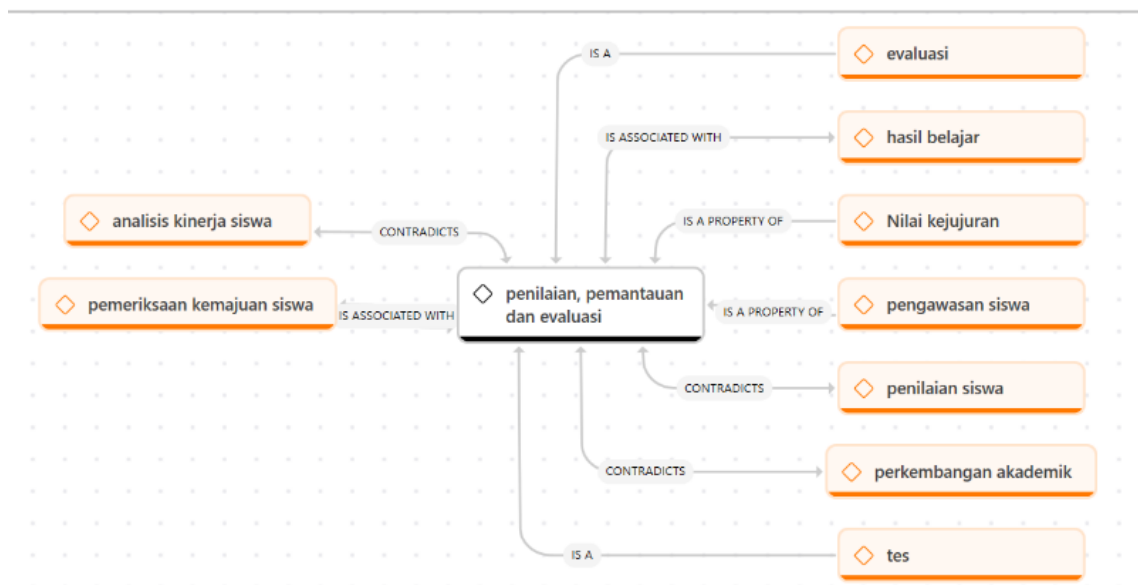 IS A
evaluasi
IS ASSOCIATED WITH
hasil belajar
analisis kinerja siswa
CONTRADICTS
IS A PROPERTY OF
Nilai kejujuran
pemeriksaan kemajuan siswa
IS ASSOCIATED WITH
penilaian, pemantauan
dan evaluasi
IS A PROPERTY OF
pengawasan siswa
CONTRADICTS
penilaian siswa
CONTRADICTS
perkembangan akademik
IS A
tes